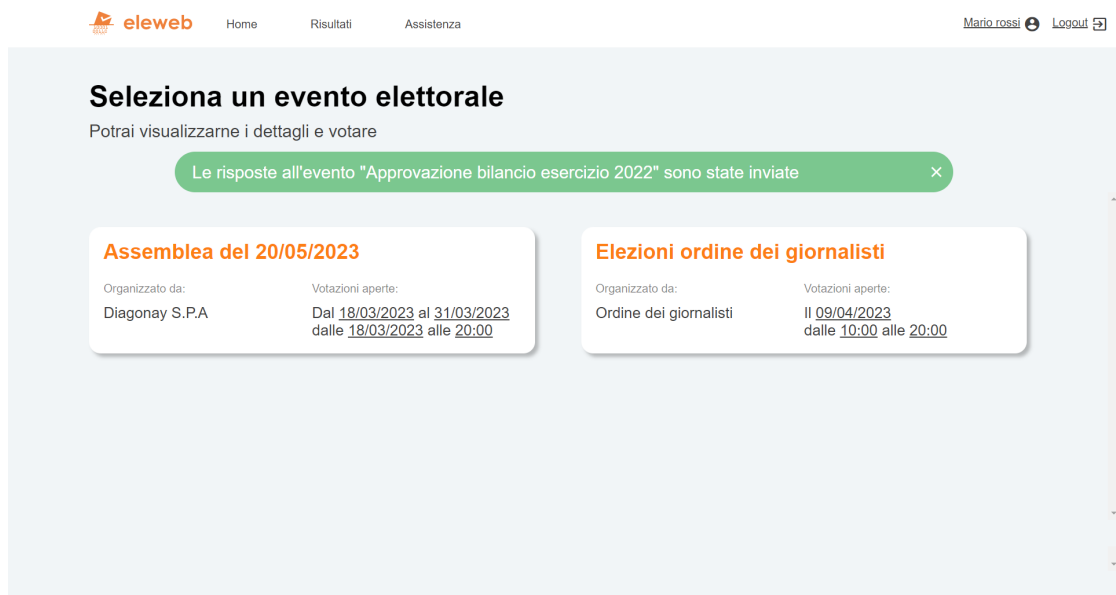 eleweb Home Risultati Assistenza Mario rossi Logout
Seleziona un evento elettorale
Potrai visualizzarne i dettagli e votare
Le risposte all'evento "Approvazione bilancio esercizio 2022" sono state inviate ×
Assemblea del 20/05/2023
Organizzato da: Votazioni aperte:
Diagonay S.P.A Dal 18/03/2023 al 31/03/2023
dalle 18/03/2023 alle 20:00
Elezioni ordine dei giornalisti
Organizzato da: Votazioni aperte:
Ordine dei giornalisti Il 09/04/2023
dalle 10:00 alle 20:00